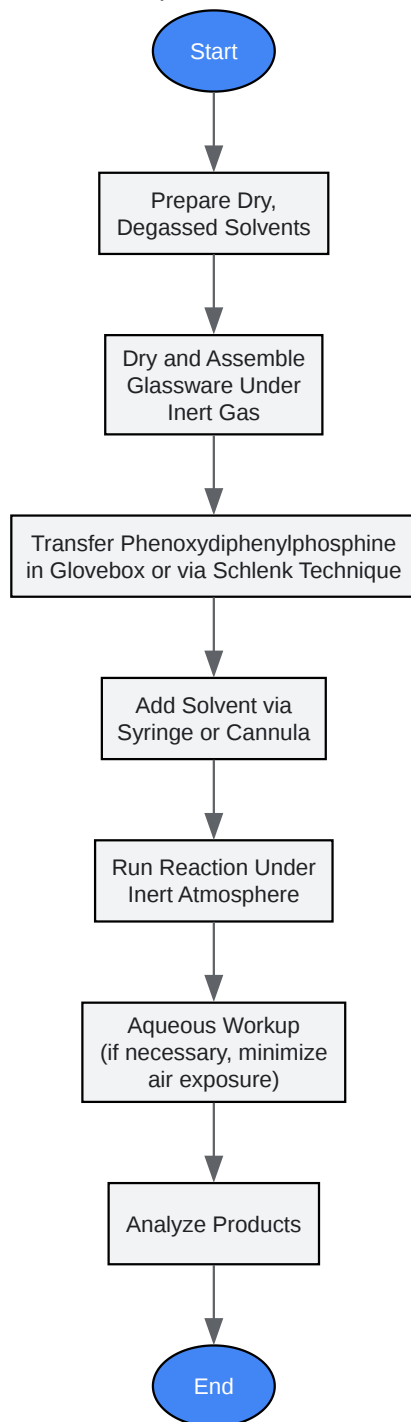 Start
Prepare Dry,
Degassed Solvents
Dry and Assemble
Glassware Under
Inert Gas
Transfer Phenoxydiphenylphosphine
in Glovebox or via Schlenk Technique
Add Solvent via
Syringe or Cannula
Run Reaction Under
Inert Atmosphere
Aqueous Workup
(if necessary, minimize
air exposure)
Analyze Products
End